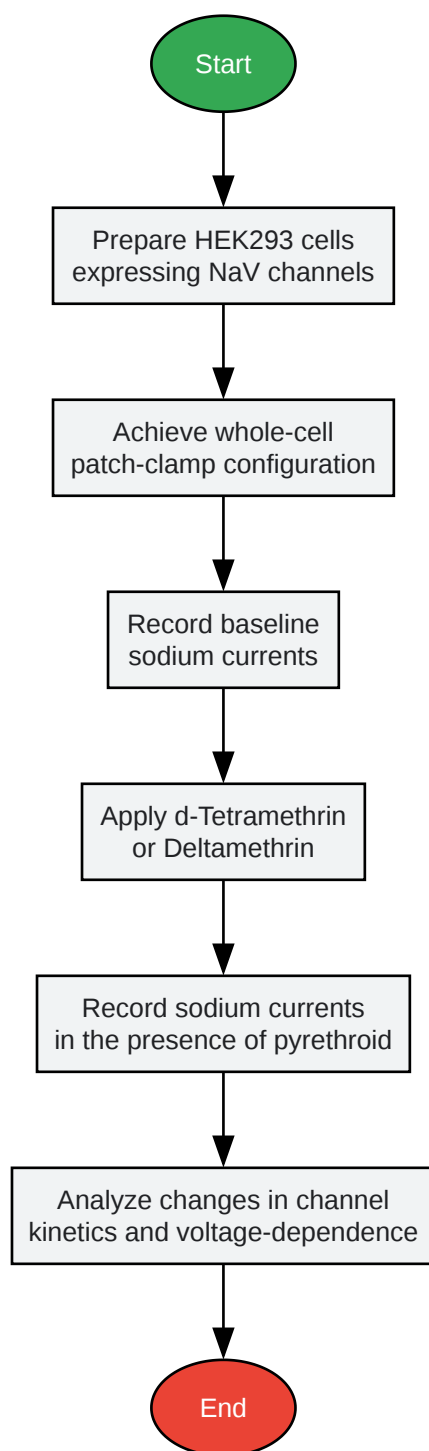 Start
Prepare HEK293 cells
expressing NaV channels
Achieve whole-cell
patch-clamp configuration
Record baseline
sodium currents
Apply d-Tetramethrin
or Deltamethrin
Record sodium currents
in the presence of pyrethroid
Analyze changes in channel
kinetics and voltage-dependence
End